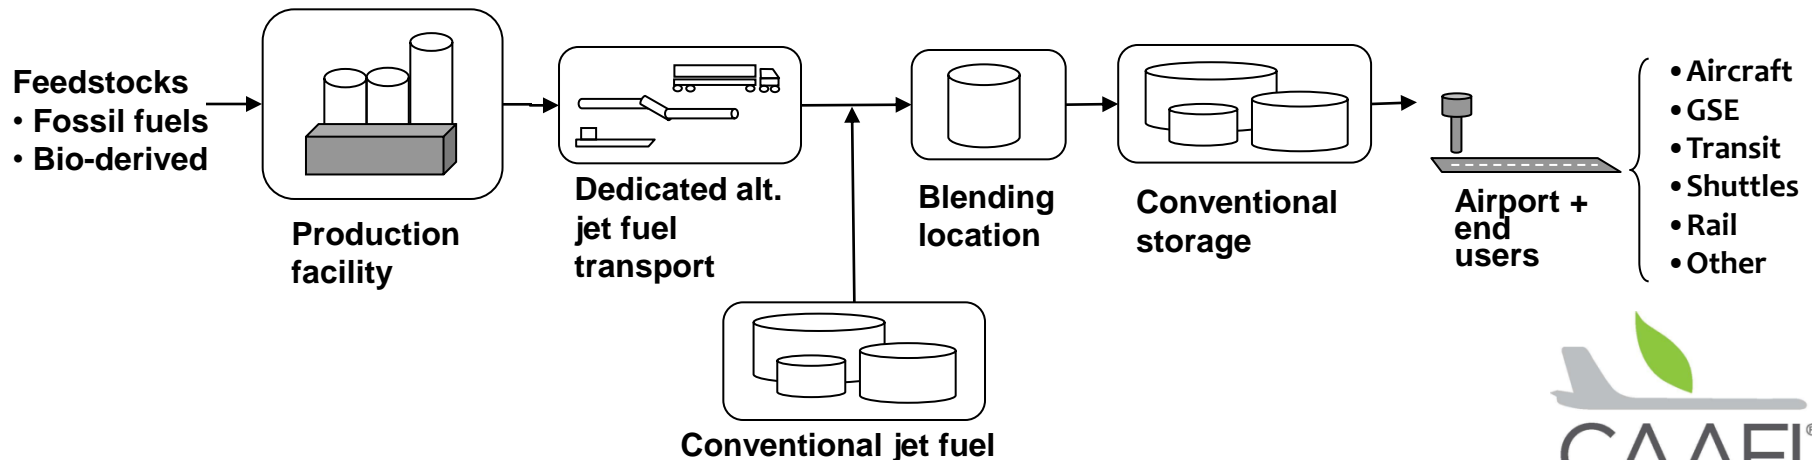 Feedstocks
• Fossil fuels
• Bio-derived
Production
facility
Dedicated alt.
jet fuel
transport
Conventional jet fuel
Blending
location
Conventional
storage
Airport +
end
users
•Aircraft
•GSE
•Transit
•Shuttles
•Rail
•Other
CAAFI®